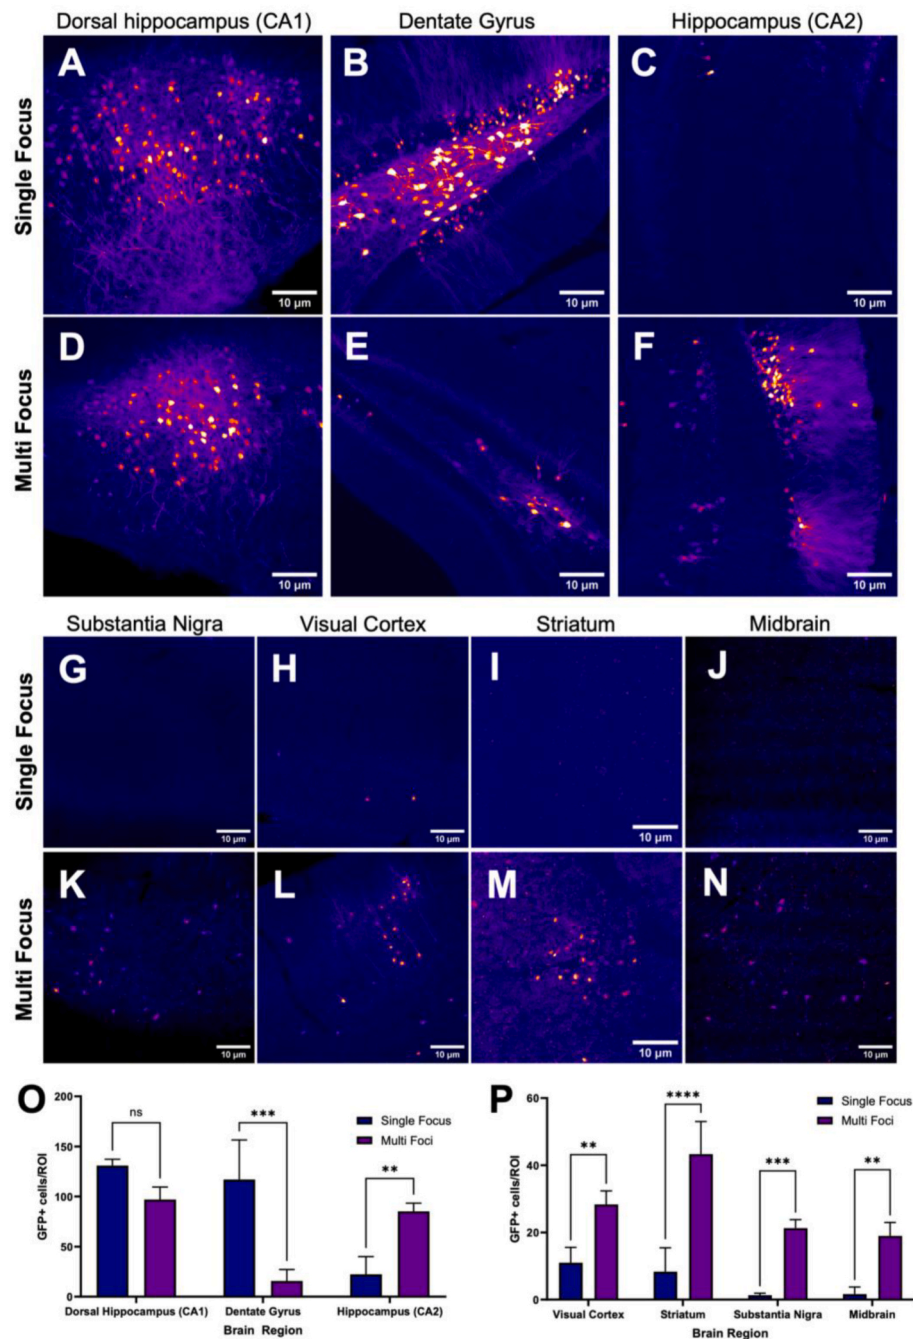 Dorsal hippocampus (CA1) Dentate Gyrus Hippocampus (CA2)
Single Focus
A B C
10 µm 10 µm 10 µm
Multi Focus
D E F
10 µm 10 µm 10 µm
Substantia Nigra Visual Cortex Striatum Midbrain
Single Focus
G H I J
10 µm 10 µm 10 µm 10 µm
Multi Focus
K L M N
10 µm 10 µm 10 µm 10 µm
O
GFP+ cells/ROI
200
150
100
50
0
ns *** **
Single Focus
Multi Foci
Dorsal Hippocampus (CA1) Dentate Gyrus Hippocampus (CA2)
Brain Region
P
GFP+ cells/ROI
60
40
20
0
** **** *** **
Single Focus
Multi Foci
Visual Cortex Striatum Substantia Nigra Midbrain
Brain Region